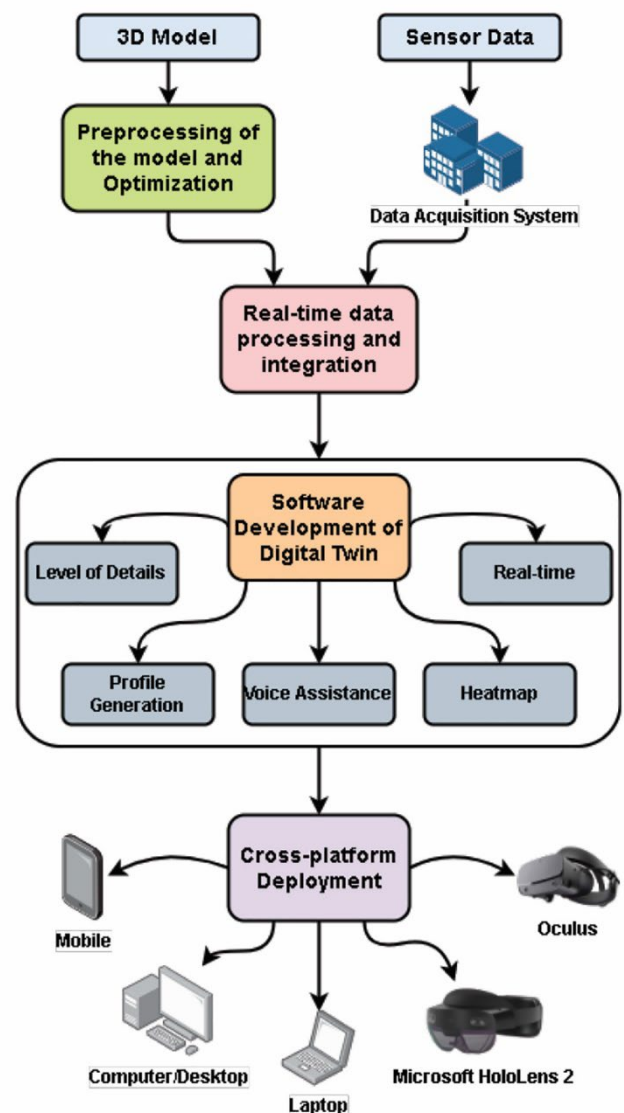 3D Model
Sensor Data
Preprocessing of
the model and
Optimization
Data Acquisition System
Real-time data
processing and
integration
Software
Development of
Digital Twin
Level of Details
Real-time
Profile
Generation
Voice Assistance
Heatmap
Cross-platform
Deployment
Mobile
Oculus
Computer/Desktop
Laptop
Microsoft HoloLens 2